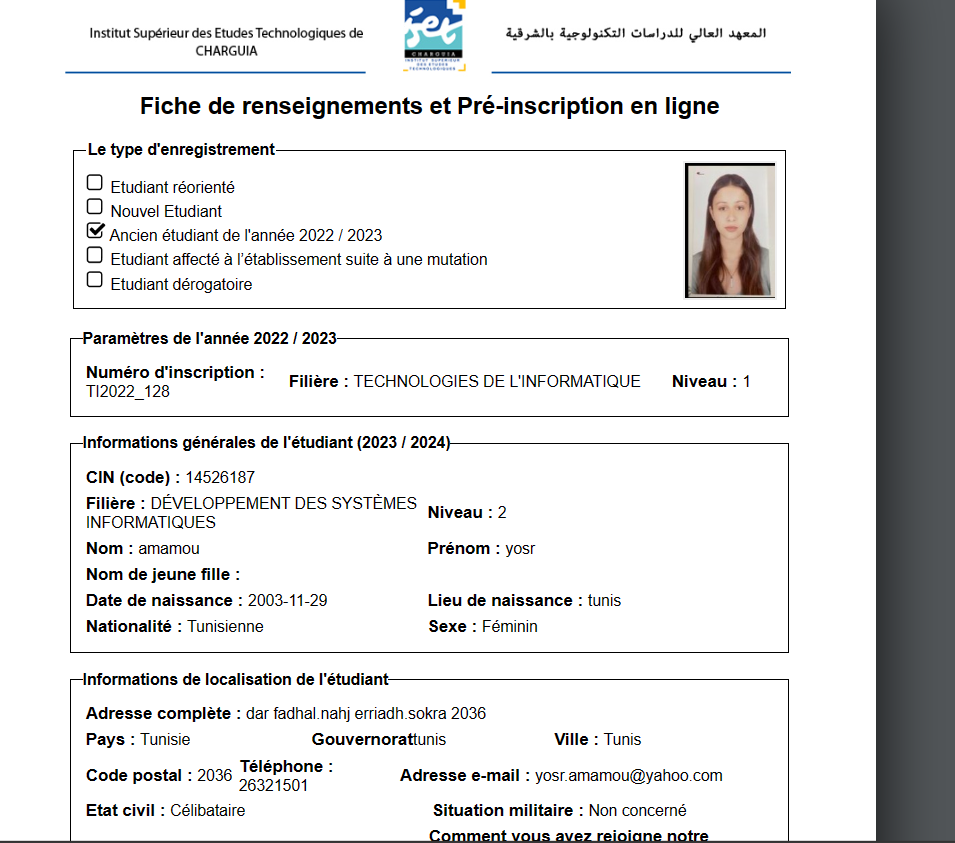 Institut Supérieur des Etudes Technologiques de
CHARGUIA
iset
CHARGUIA
INSTITUT SUPERIEUR
DES ETUDES
TECHNOLOGIQUES
المعهد العالي للدراسات التكنولوجية بالشرقية
Fiche de renseignements et Pré-inscription en ligne
Le type d'enregistrement
Etudiant réorienté
Nouvel Etudiant
Ancien étudiant de l'année 2022 / 2023
Etudiant affecté à l'établissement suite à une mutation
Etudiant dérogatoire
Paramètres de l'année 2022 / 2023
Numéro d'inscription :
TI2022_128
Filière : TECHNOLOGIES DE L'INFORMATIQUE
Niveau : 1
Informations générales de l'étudiant (2023 / 2024)
CIN (code) : 14526187
Filière : DÉVELOPPEMENT DES SYSTÈMES
INFORMATIQUES
Niveau : 2
Nom : amamou
Prénom : yosr
Nom de jeune fille :
Date de naissance : 2003-11-29
Lieu de naissance : tunis
Nationalité : Tunisienne
Sexe : Féminin
Informations de localisation de l'étudiant
Adresse complète : dar fadhal.nahj erriadh.sokra 2036
Pays : Tunisie
Gouvernorattunis
Ville : Tunis
Code postal : 2036
Téléphone :
26321501
Adresse e-mail : yosr.amamou@yahoo.com
Etat civil : Célibataire
Situation militaire : Non concerné
Comment vous avez rejoigne notre